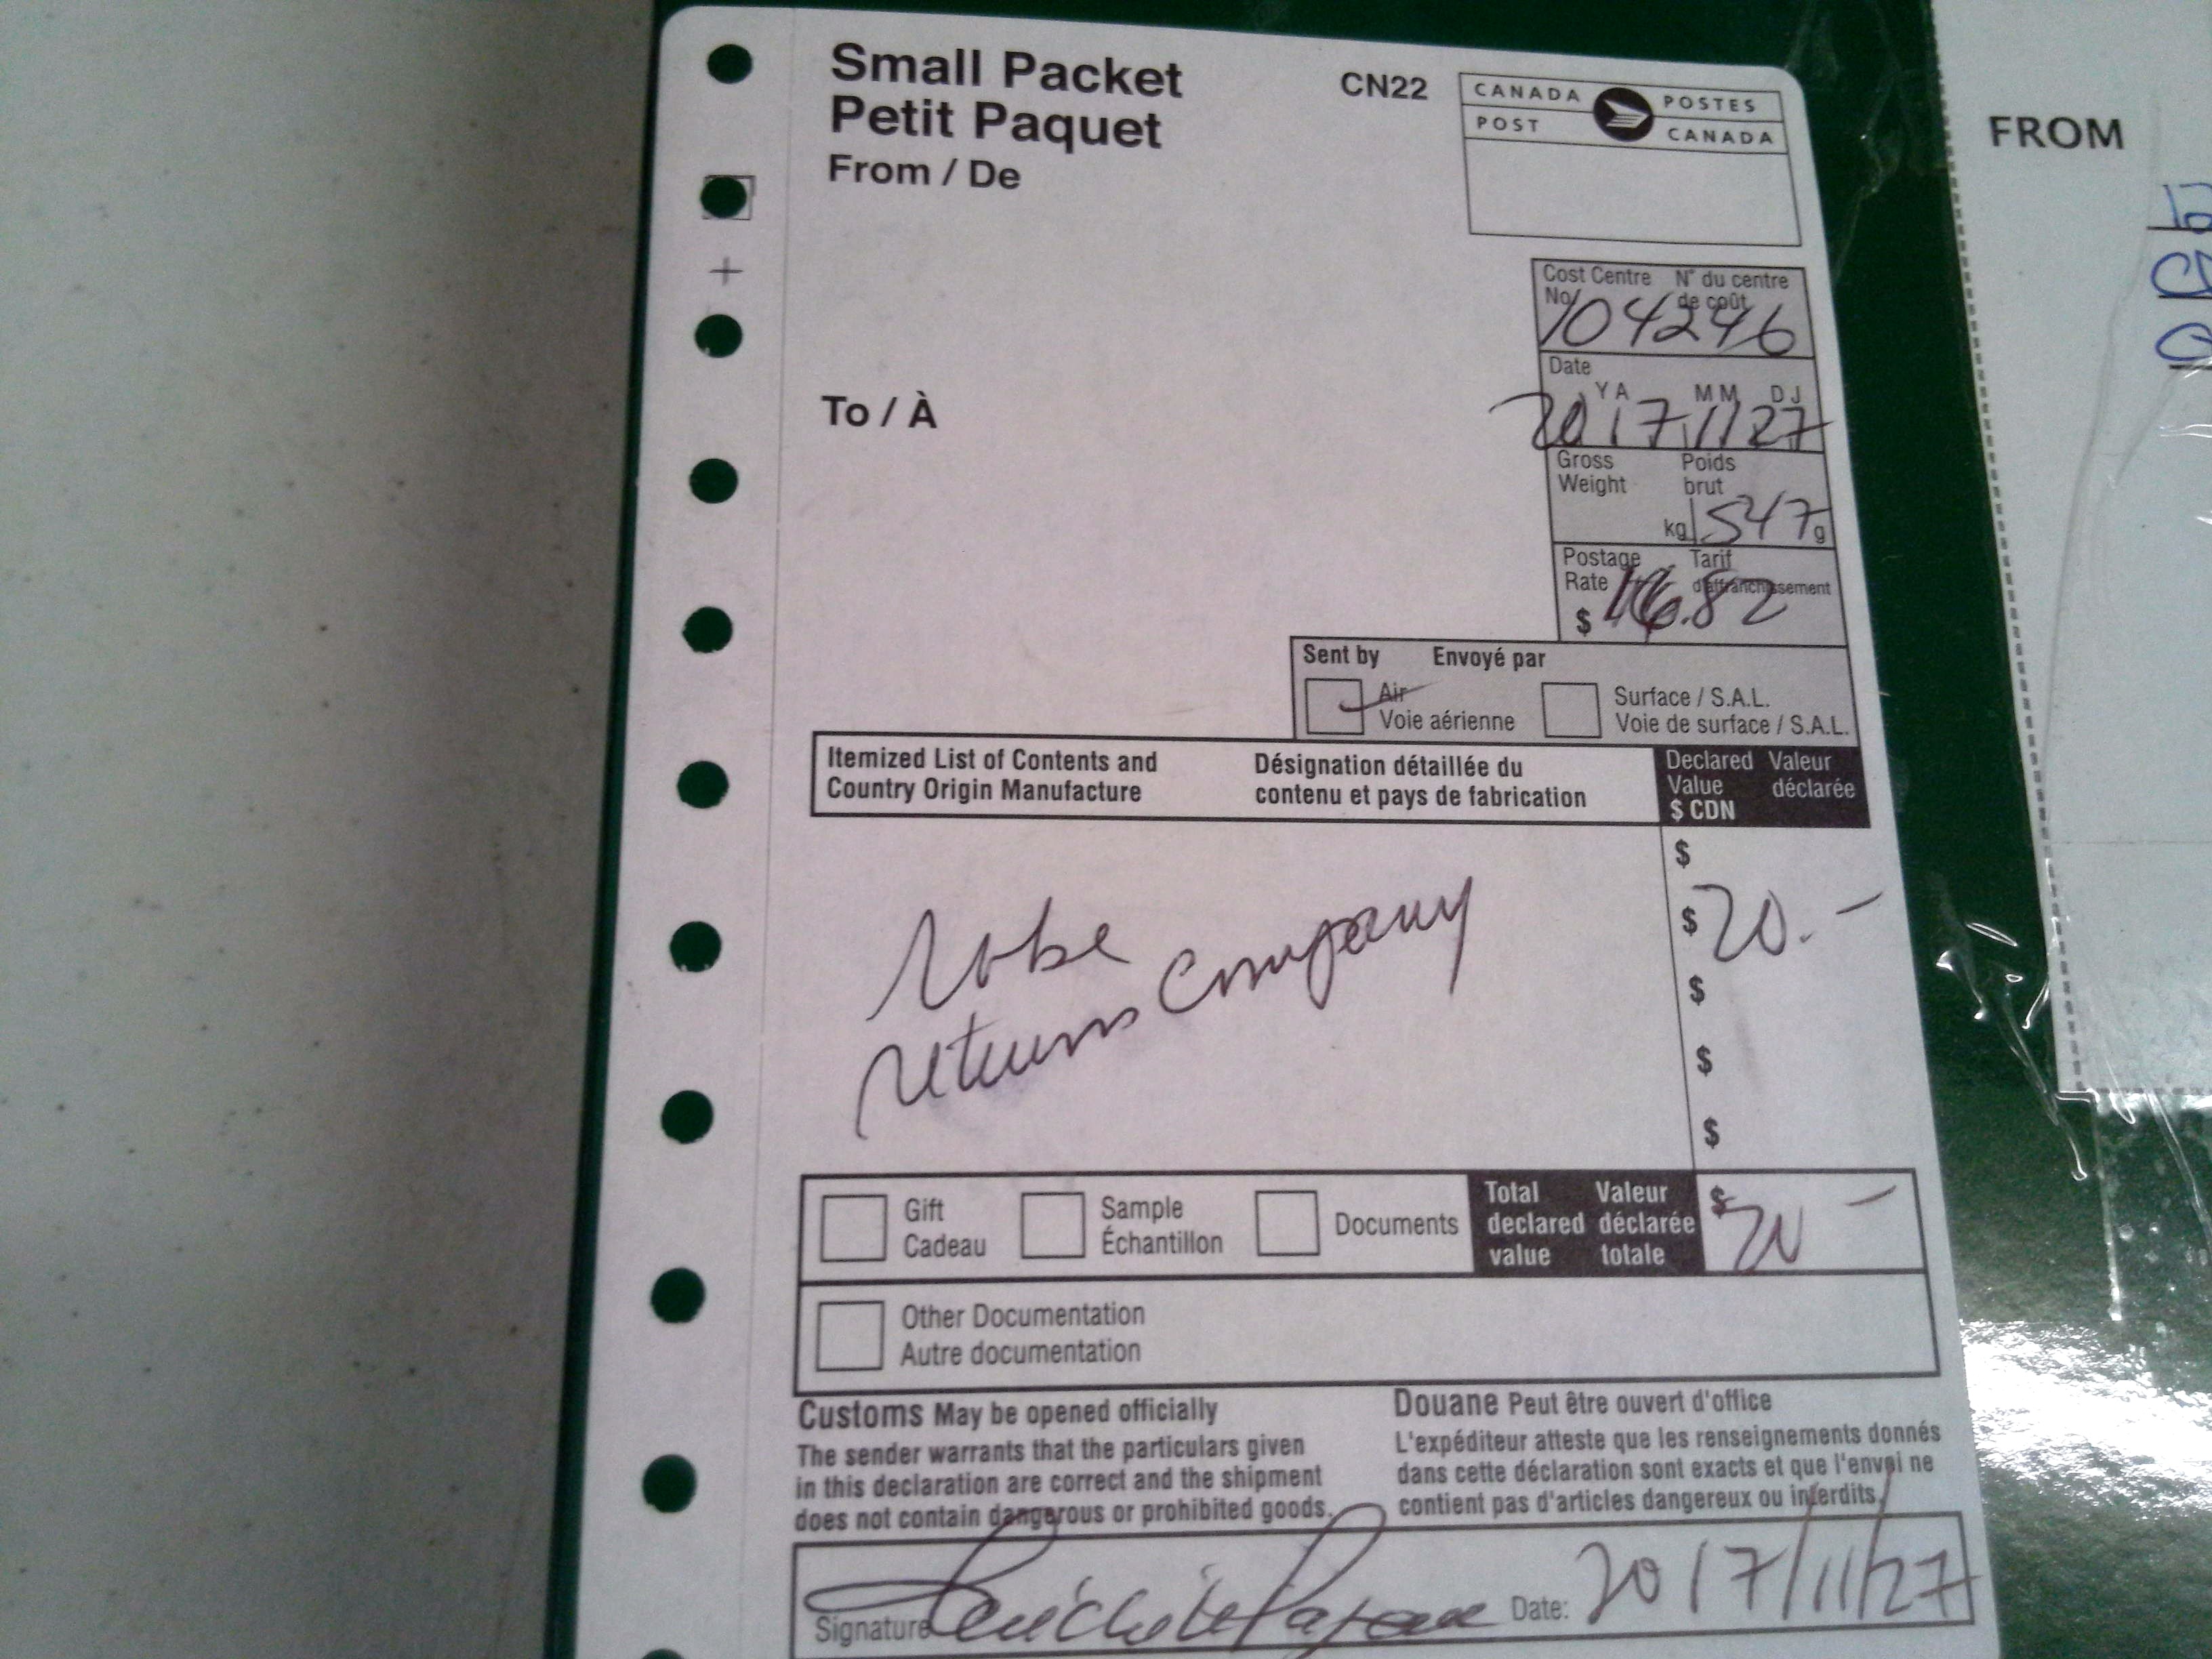 Small Packet
Petit Paquet
From / De
CN22
CANADA POSTES
POST CANADA
FROM
Cost Centre N° du centre
No de coût
104246
Date
YA MM DJ
2017 11 27
Gross Poids
Weight brut
kg 547 g
Postage Tarif
Rate d'affranchissement
$ 16.82
To / À
Sent by Envoyé par
Air Surface / S.A.L.
Voie aérienne Voie de surface / S.A.L.
Itemized List of Contents and Désignation détaillée du
Country Origin Manufacture contenu et pays de fabrication
Declared Valeur
Value déclarée
$ CDN
$
robe $ 20.-
returns Company
$
$
$
Gift Sample Documents
Cadeau Échantillon
Total Valeur
declared déclarée
value totale
$ 20 -
Other Documentation
Autre documentation
Customs May be opened officially
The sender warrants that the particulars given
in this declaration are correct and the shipment
does not contain dangerous or prohibited goods.
Douane Peut être ouvert d'office
L'expéditeur atteste que les renseignements donnés
dans cette déclaration sont exacts et que l'envoi ne
contient pas d'articles dangereux ou interdits.
Signature Date: 2017/11/27